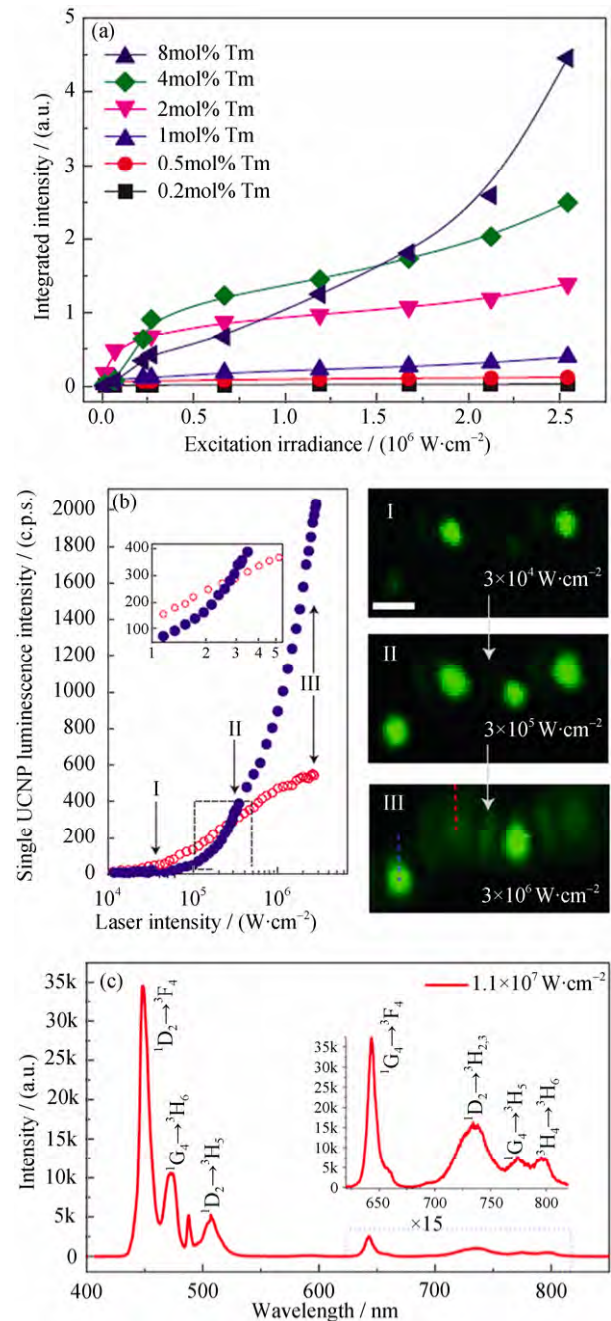 (a)
8mol% Tm
4mol% Tm
2mol% Tm
1mol% Tm
0.5mol% Tm
0.2mol% Tm
Integrated intensity / (a.u.)
5
4
3
2
1
0
0.0 0.5 1.0 1.5 2.0 2.5
Excitation irradiance / (10⁶ W·cm⁻²)
(b)
Single UCNP luminescence intensity / (c.p.s.)
2000
1800
1600
1400
1200
1000
800
600
400
200
0
400
300
200
100
1 2 3 4 5
I
II
III
10⁴ 10⁵ 10⁶
Laser intensity / (W·cm⁻²)
I
3×10⁴ W·cm⁻²
II
3×10⁵ W·cm⁻²
III
3×10⁶ W·cm⁻²
(c)
1.1×10⁷ W·cm⁻²
Intensity / (a.u.)
35k
30k
25k
20k
15k
10k
5k
0
¹D₂→³F₄
¹G₄→³H₆
¹D₂→³H₅
35k
30k
25k
20k
15k
10k
5k
0
¹G₄→³F₄
¹D₂→³H₂,₃
¹G₄→³H₅
³H₄→³H₆
650 700 750 800
×15
400 500 600 700 800
Wavelength / nm